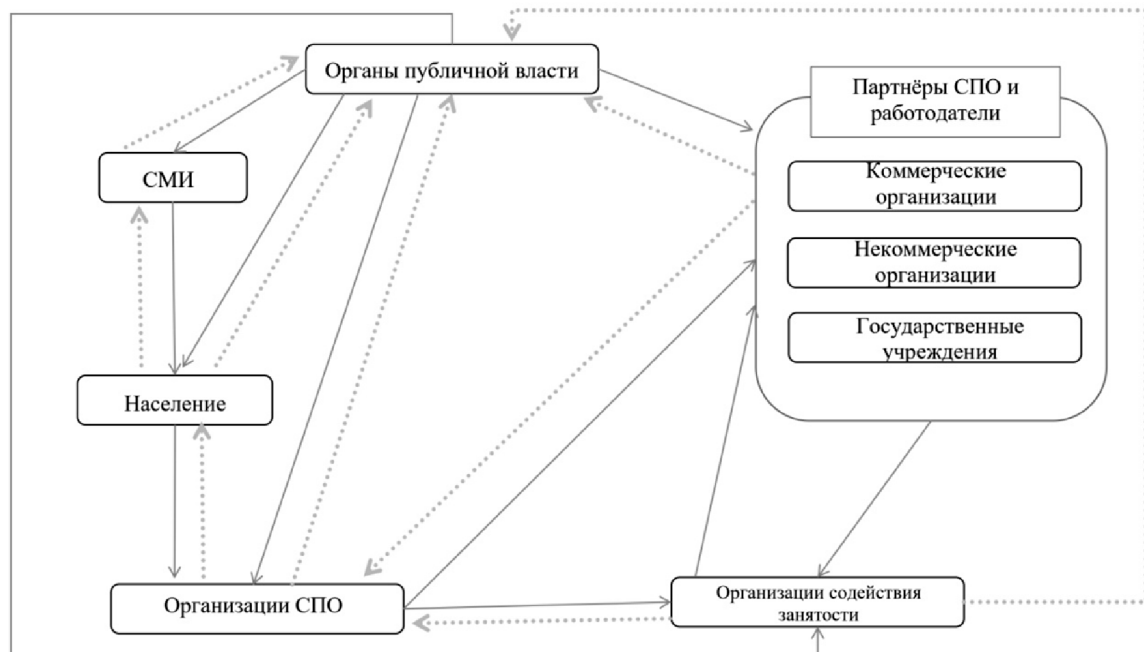 Органы публичной власти
Партнёры СПО и
работодатели
СМИ
Коммерческие
организации
Некоммерческие
организации
Государственные
учреждения
Население
Организации СПО
Организации содействия
занятости